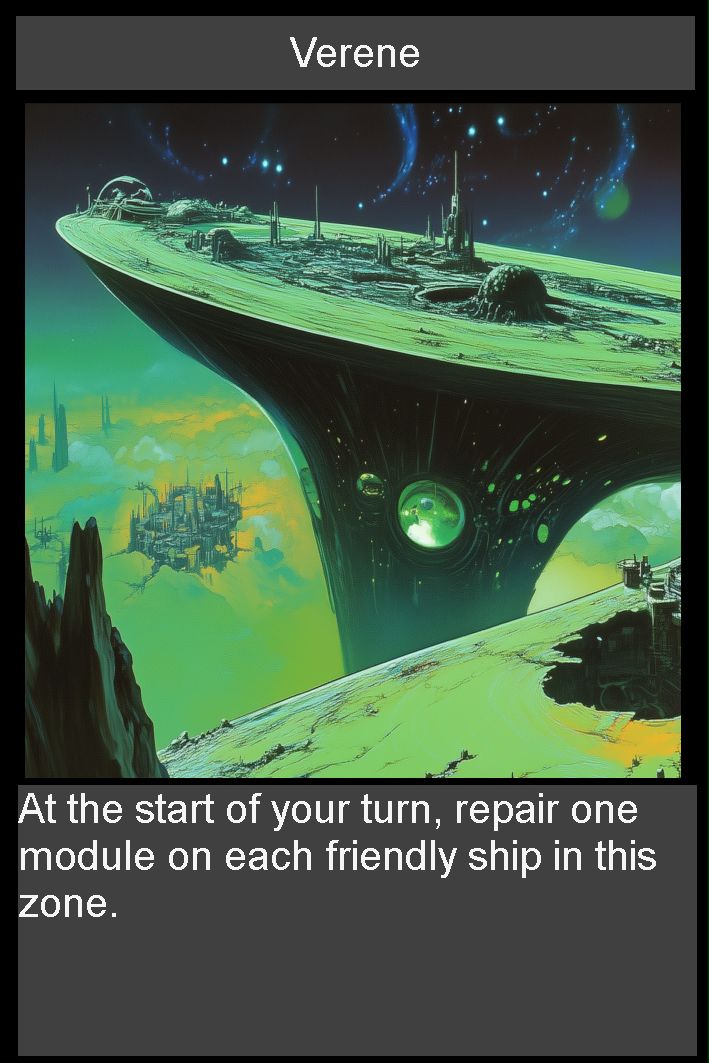 Verene
At the start of your turn, repair one
module on each friendly ship in this
zone.